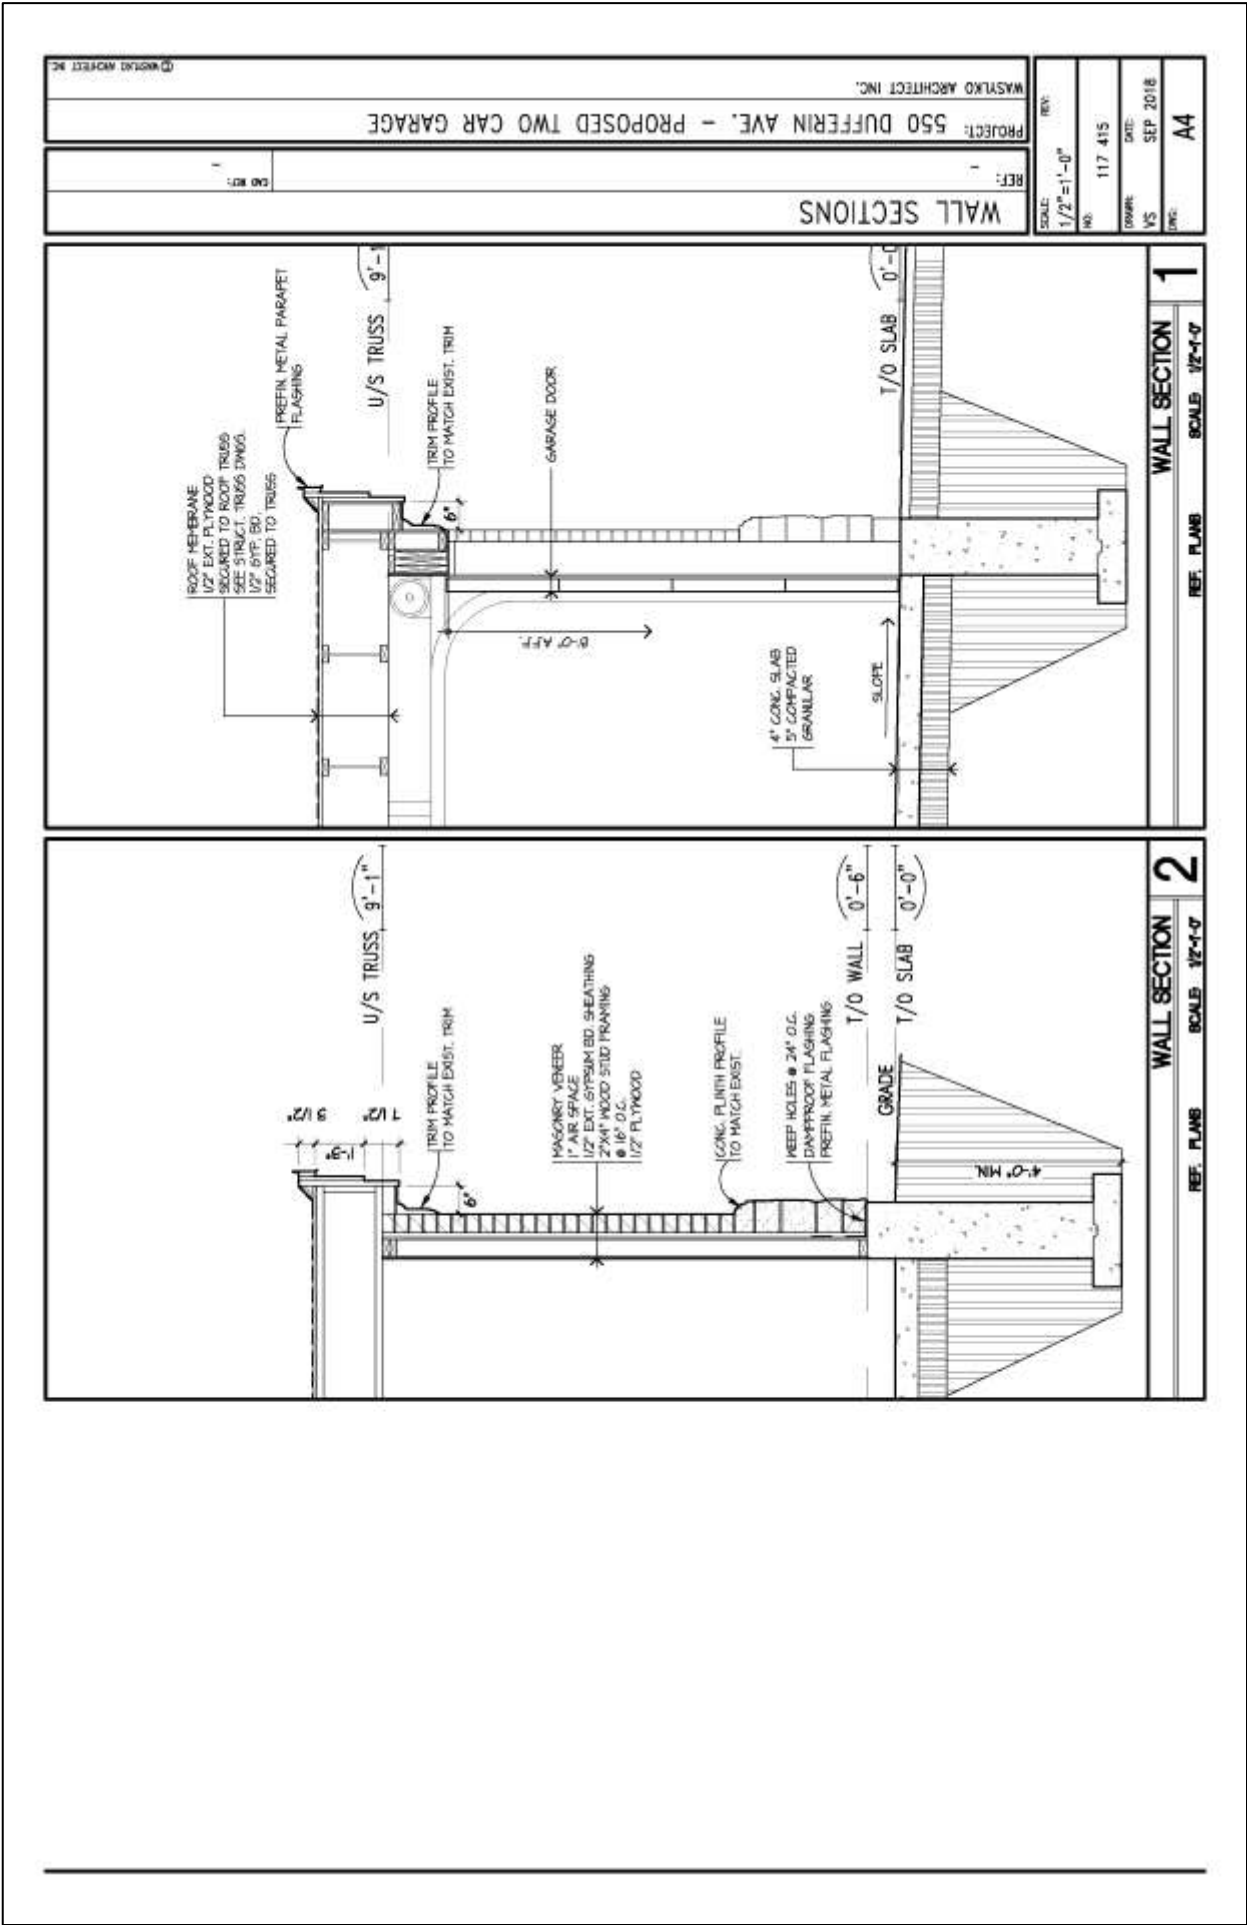 © WASYLKO ARCHITECT INC.
WASYLKO ARCHITECT INC.
PROJECT: 550 DUFFERIN AVE. - PROPOSED TWO CAR GARAGE
REF: -
CAD REF: -
WALL SECTIONS
SCALE: 1/2"=1'-0"
REV:
NO: 117 415
DRAWN: VS
DATE: SEP 2018
DWG: A4
ROOF MEMBRANE
1/2" EXT. PLYWOOD
SECURED TO ROOF TRUSS
SEE STRUCT. TRUSS DWGS.
1/2" GYP. BD.
SECURED TO TRUSS
PREFIN. METAL PARAPET
FLASHING
U/S TRUSS 9'-1
TRIM PROFILE
TO MATCH EXIST. TRIM
6"
GARAGE DOOR
8'-0" A.F.F.
4" CONC. SLAB
5" COMPACTED
GRANULAR
SLOPE
T/O SLAB 0'-0
WALL SECTION 1
REF. PLANS SCALE: 1/2"=1'-0"
1'-3"
7 1/2"
U/S TRUSS 9'-1"
TRIM PROFILE
TO MATCH EXIST. TRIM
6"
MASONRY VENEER
1" AIR SPACE
1/2" EXT. GYPSUM BD. SHEATHING
2"X4" WOOD STUD FRAMING
@ 16" O.C.
1/2" PLYWOOD
CONC. PLINTH PROFILE
TO MATCH EXIST.
WEEP HOLES @ 24" O.C.
DAMPPROOF FLASHING
PREFIN. METAL FLASHING
T/O WALL 0'-6"
T/O SLAB 0'-0"
GRADE
4'-0" MIN.
WALL SECTION 2
REF. PLANS SCALE: 1/2"=1'-0"